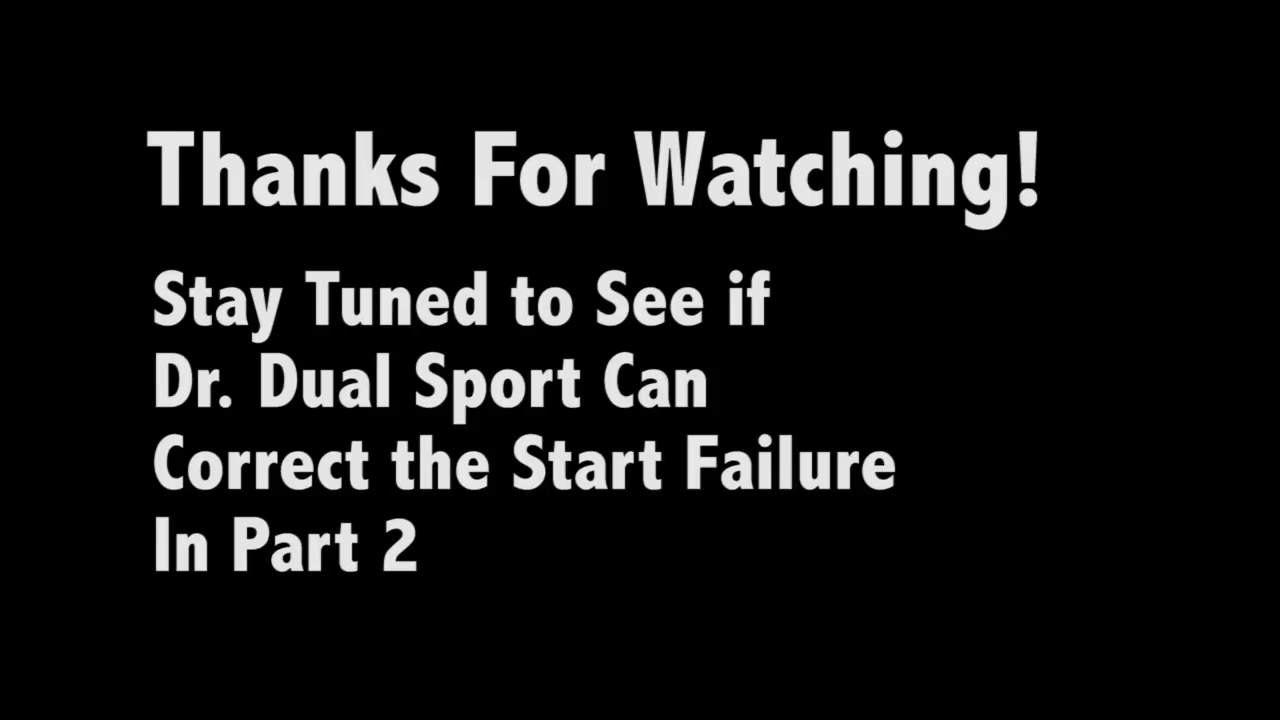 Thanks For Watching!
Stay Tuned to See if
Dr. Dual Sport Can
Correct the Start Failure
In Part 2